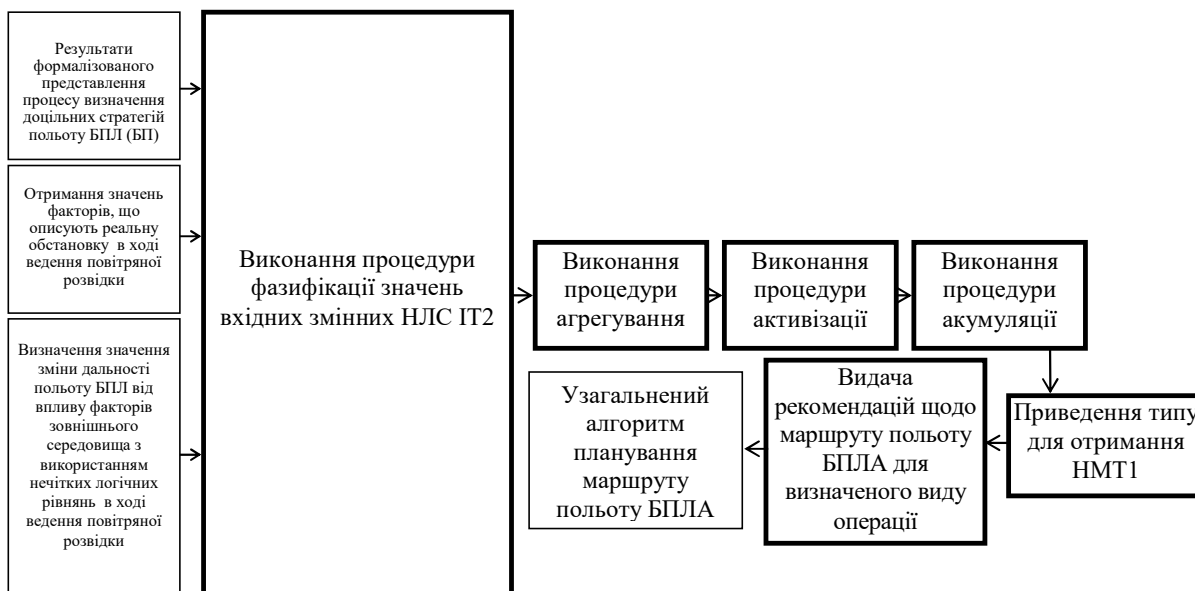 Результати
формалізованого
представлення
процесу визначення
доцільних стратегій
польоту БПЛ (БП)
Отримання значень
факторів, що
описують реальну
обстановку в ході
ведення повітряної
розвідки
Визначення значення
зміни дальності
польоту БПЛ від
впливу факторів
зовнішнього
середовища з
використанням
нечітких логічних
рівнянь в ході
ведення повітряної
розвідки
Виконання процедури
фазифікації значень
вхідних змінних НЛС ІТ2
Виконання
процедури
агрегування
Виконання
процедури
активізації
Виконання
процедури
акумуляції
Приведення типу
для отримання
НМТ1
Видача
рекомендацій щодо
маршруту польоту
БПЛА для
визначеного виду
операції
Узагальнений
алгоритм
планування
маршруту
польоту БПЛА